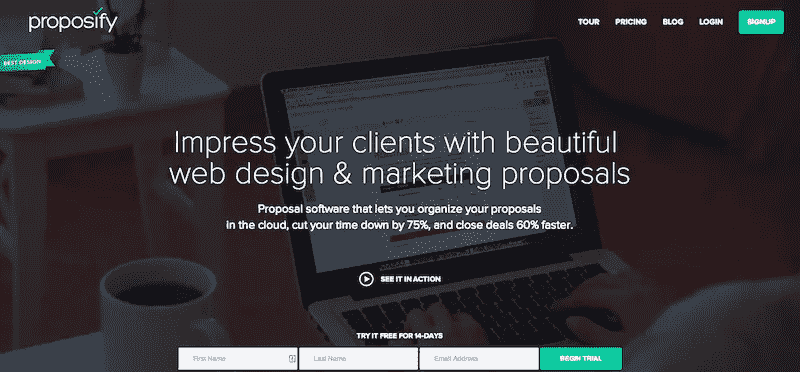 proposify
TOUR
PRICING
BLOG
LOGIN
SIGNUP
BEST DESIGN
Impress your clients with beautiful
web design & marketing proposals
Proposal software that lets you organize your proposals
in the cloud, cut your time down by 75%, and close deals 60% faster.
SEE IT IN ACTION
TRY IT FREE FOR 14-DAYS
First Name
Last Name
Email Address
BEGIN TRIAL